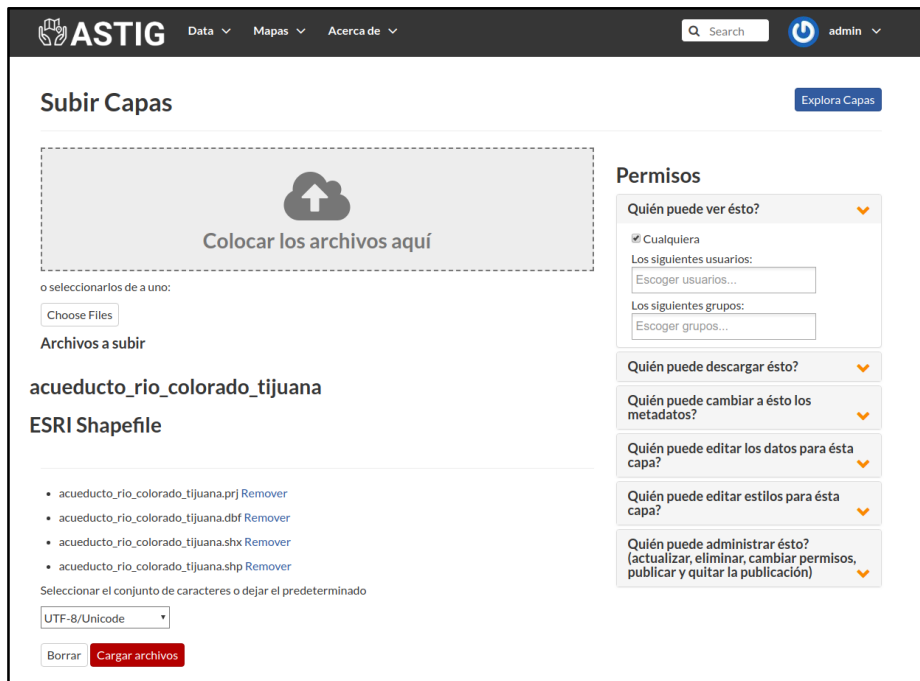 ASTIG Data Mapas Acerca de Search admin
Subir Capas
Explora Capas
Colocar los archivos aquí
o seleccionarlos de a uno:
Choose Files
Archivos a subir
acueducto_rio_colorado_tijuana
ESRI Shapefile
acueducto_rio_colorado_tijuana.prj Remover
acueducto_rio_colorado_tijuana.dbf Remover
acueducto_rio_colorado_tijuana.shx Remover
acueducto_rio_colorado_tijuana.shp Remover
Seleccionar el conjunto de caracteres o dejar el predeterminado
UTF-8/Unicode
Borrar Cargar archivos
Permisos
Quién puede ver ésto?
Cualquiera
Los siguientes usuarios:
Escoger usuarios...
Los siguientes grupos:
Escoger grupos...
Quién puede descargar ésto?
Quién puede cambiar a ésto los
metadatos?
Quién puede editar los datos para ésta
capa?
Quién puede editar estilos para ésta
capa?
Quién puede administrar ésto?
(actualizar, eliminar, cambiar permisos,
publicar y quitar la publicación)